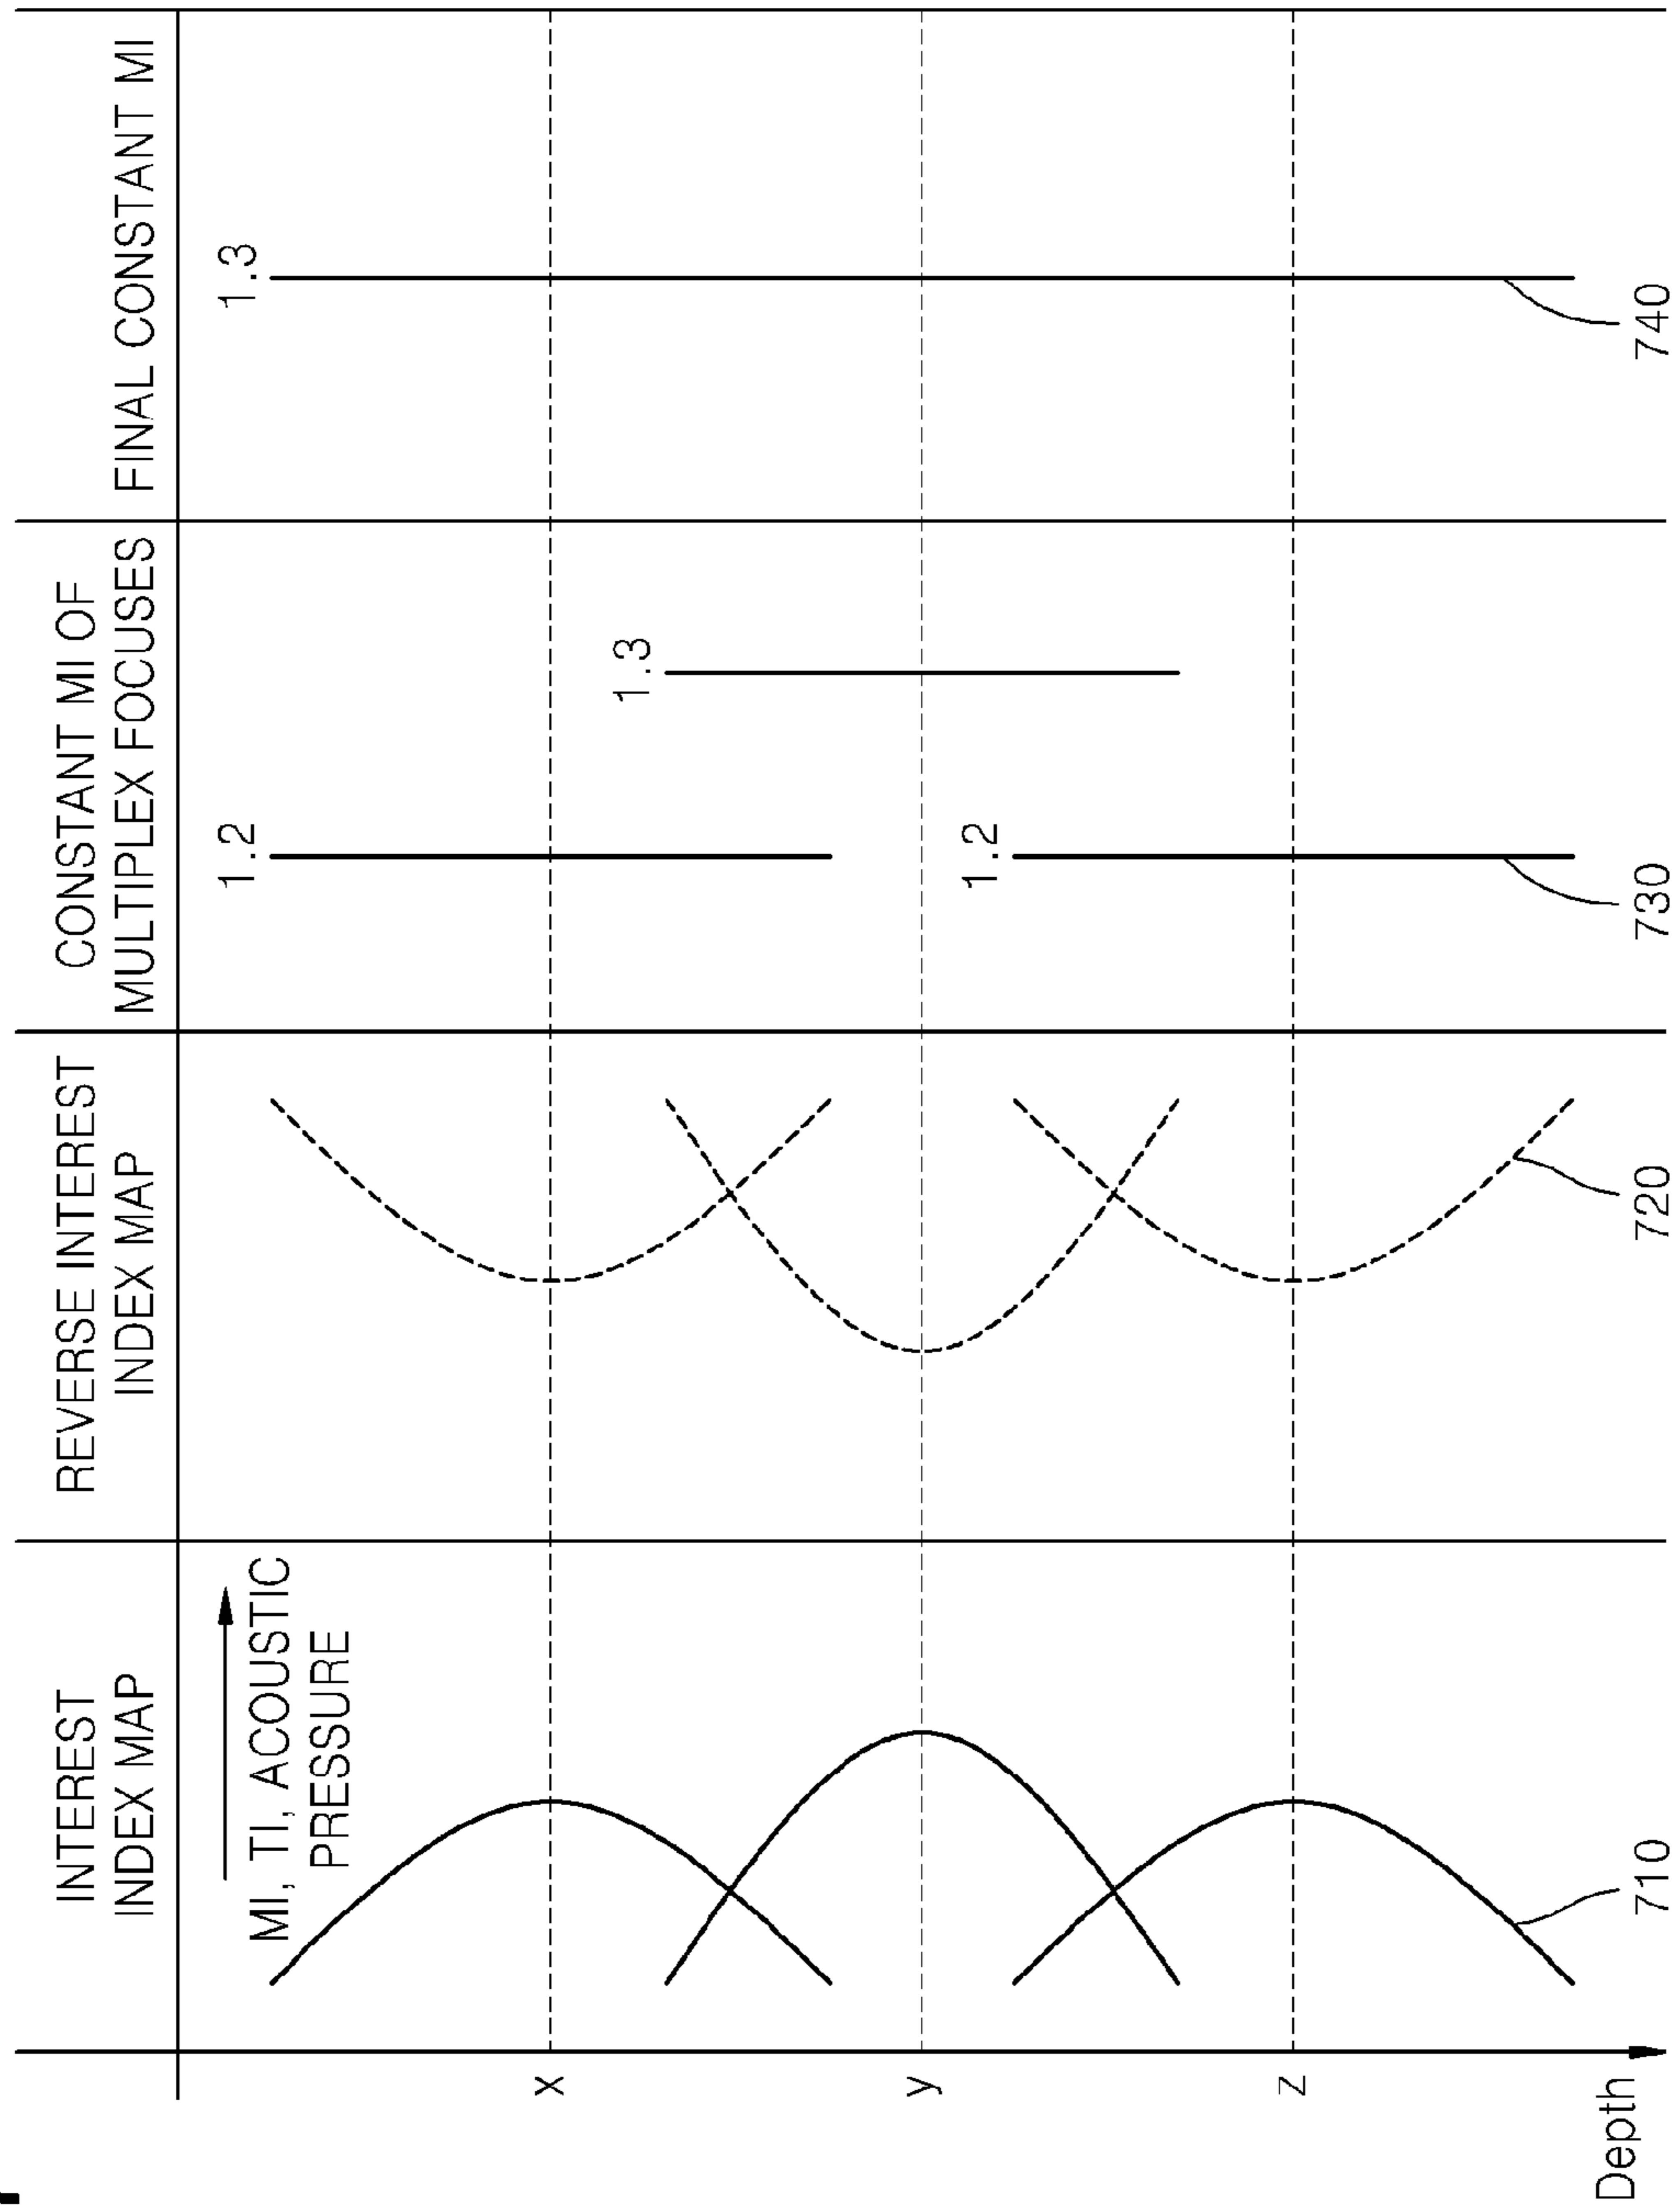 INTEREST
INDEX MAP
REVERSE INTEREST
INDEX MAP
CONSTANT MI OF
MULTIPLEX FOCUSES
FINAL CONSTANT MI
MI, TI, ACOUSTIC
PRESSURE
1.2
1.3
1.2
1.3
x
y
z
Depth
710
720
730
740